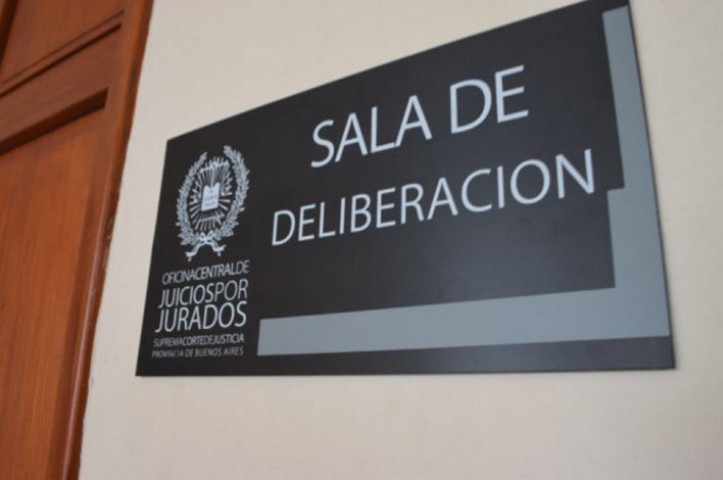 SALA DE
DELIBERACION
OFICINACENTRALDE
JUICIOSPOR
JURADOS
SUPREMACORTEDEJUSTICIA
PROVINCIA DE BUENOS AIRES